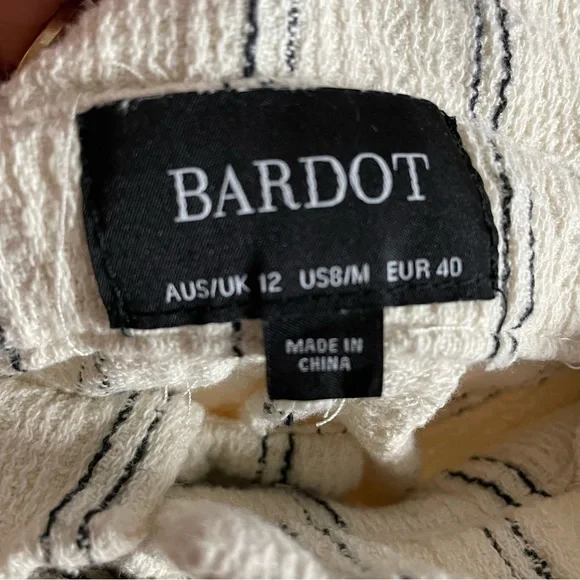 BARDOT
AUS/UK 12 US8/M EUR 40
MADE IN
CHINA